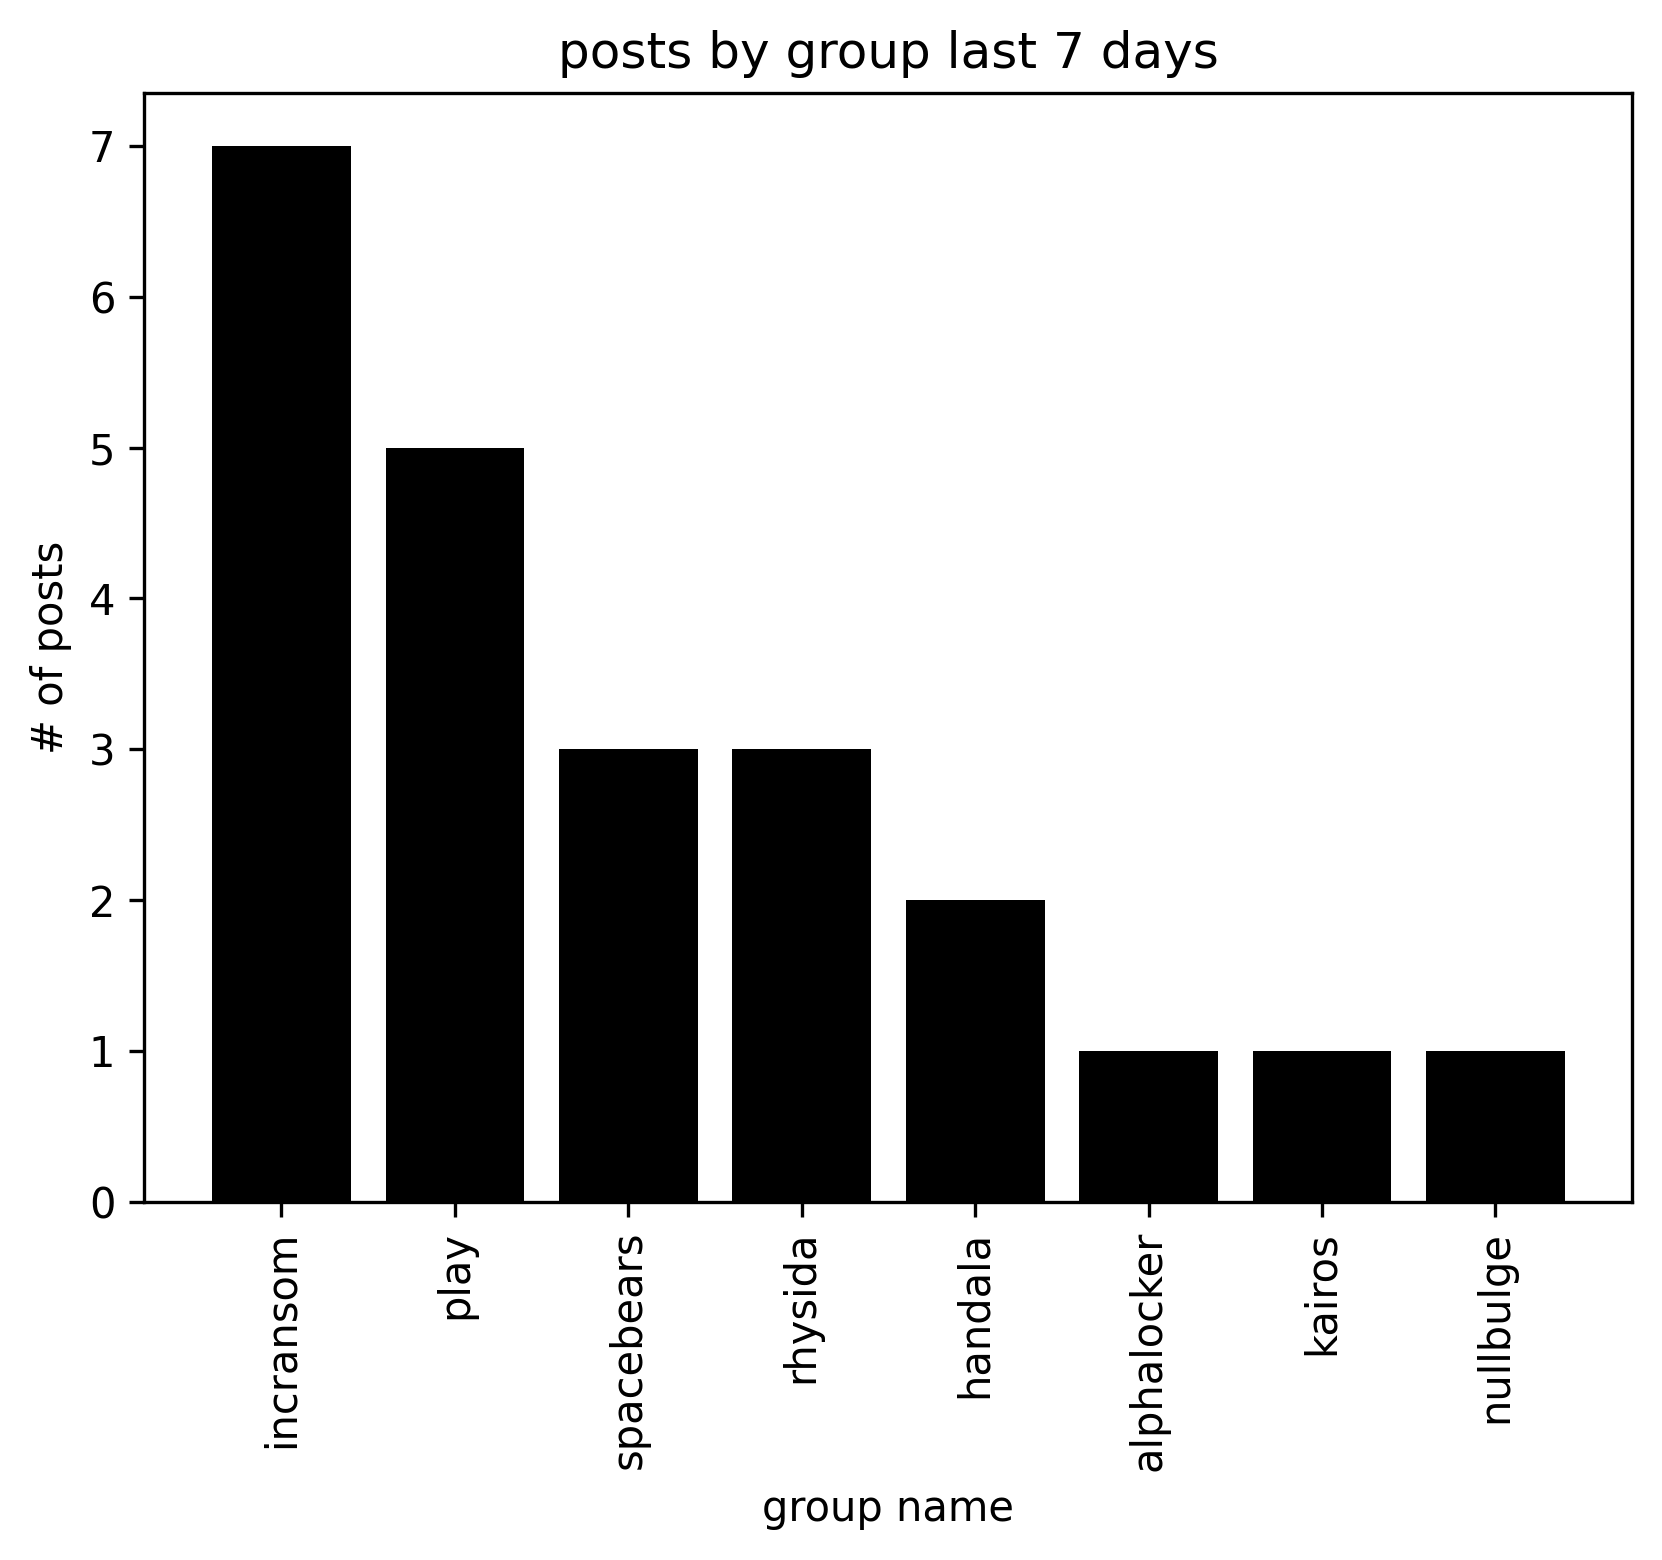 posts by group last 7 days
# of posts
7
6
5
4
3
2
1
0
incransom
play
spacebears
rhysida
handala
alphalocker
kairos
nullbulge
group name